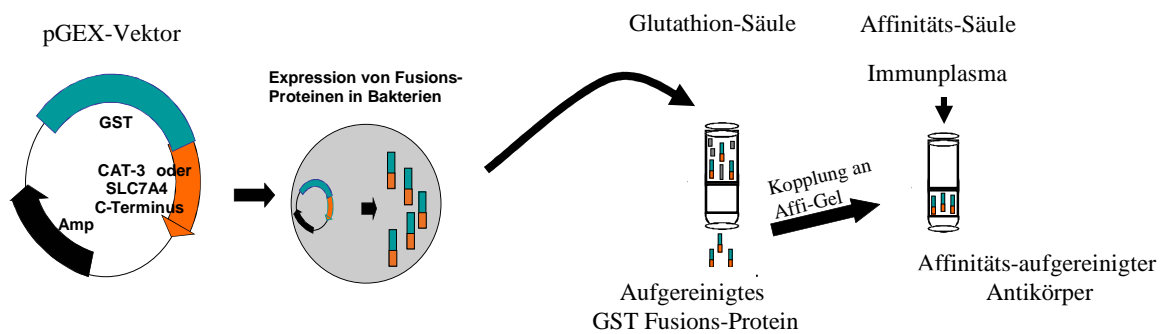 pGEX-Vektor
GST
CAT-3 oder
SLC7A4
C-Terminus
Amp
Expression von Fusions-
Proteinen in Bakterien
Glutathion-Säule
Aufgereinigtes
GST Fusions-Protein
Kopplung an
Affi-Gel
Affinitäts-Säule
Immunplasma
Affinitäts-aufgereinigter
Antikörper